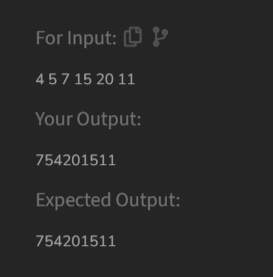 For Input:
4 5 7 15 20 11
Your Output:
754201511
Expected Output:
754201511